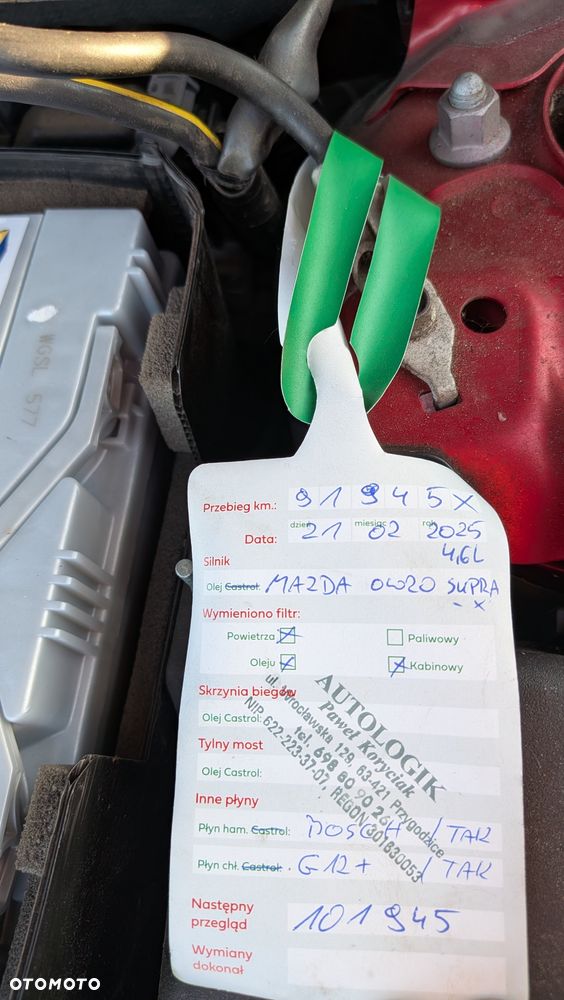 WGSL S77
Przebieg km.: 91945X
dzień miesiąc rok
Data: 21 02 2025
4,6L
Silnik
Olej Castrol: MAZDA 0W20 SUPRA
- x
Wymieniono filtr:
Powietrza Paliwowy
Oleju Kabinowy
Skrzynia biegów
Olej Castrol:
Tylny most
Olej Castrol:
AUTOLOGIK
Paweł Koryciak
ul. Wrocławska 129, 63-421 Przygodzice
tel. 698 80 90 26
NIP 622-223-37-07, REGON 301830053
Inne płyny
Płyn ham. Castrol: BOSCH / TAK
Płyn chł. Castrol: G12+ / TAK
Następny
przegląd 101945
Wymiany
dokonał
OTOMOTO